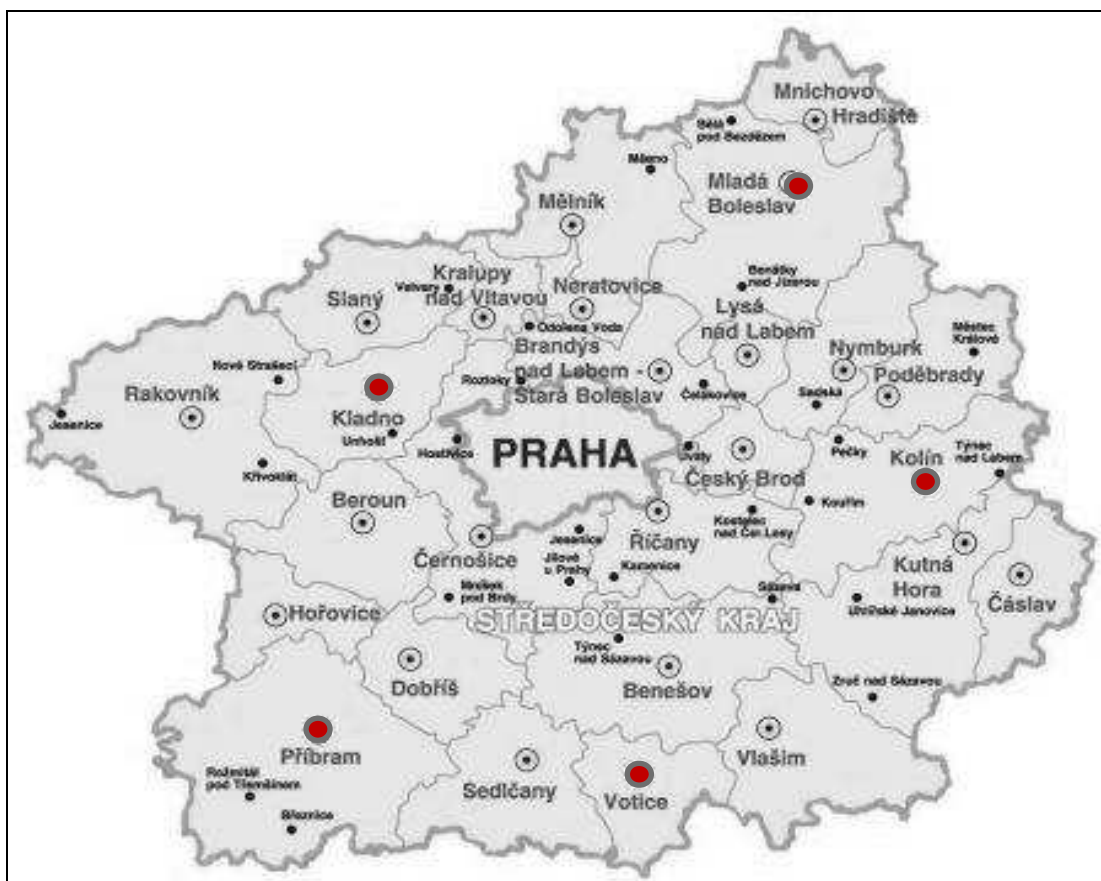 Mnichovo
Hradiště
Bělá
pod Bezdězem
Mšeno
Mladá
Boleslav
Mělník
Benátky
nad Jizerou
Kralupy
nad Vltavou
Velvary
Neratovice
Slaný
Lysá
nád Labem
Odolena Voda
Městec
Králové
Brandýs
nad Labem -
Stará Boleslav
Nymburk
Poděbrady
Nové Strašecí
Roztoky
Rakovník
Čelákovice
Sadská
Jesenice
Kladno
Unhošť
Hostivice
PRAHA
Úvaly
Český Brod
Pečky
Kolín
Týnec
nad Labem
Křivoklát
Beroun
Kouřim
Kostelec
nad Čer. Lesy
Říčany
Jesenice
Černošice
Jílové
u Prahy
Kamenice
Kutná
Hora
Čáslav
Mníšek
pod Brdy
Sázava
Uhlířské Janovice
Hořovice
STŘEDOČESKÝ KRAJ
Týnec
nad Sázavou
Benešov
Dobříš
Zruč nad Sázavou
Příbram
Vlašim
Rožmitál
pod Třemšínem
Sedlčany
Votice
Březnice